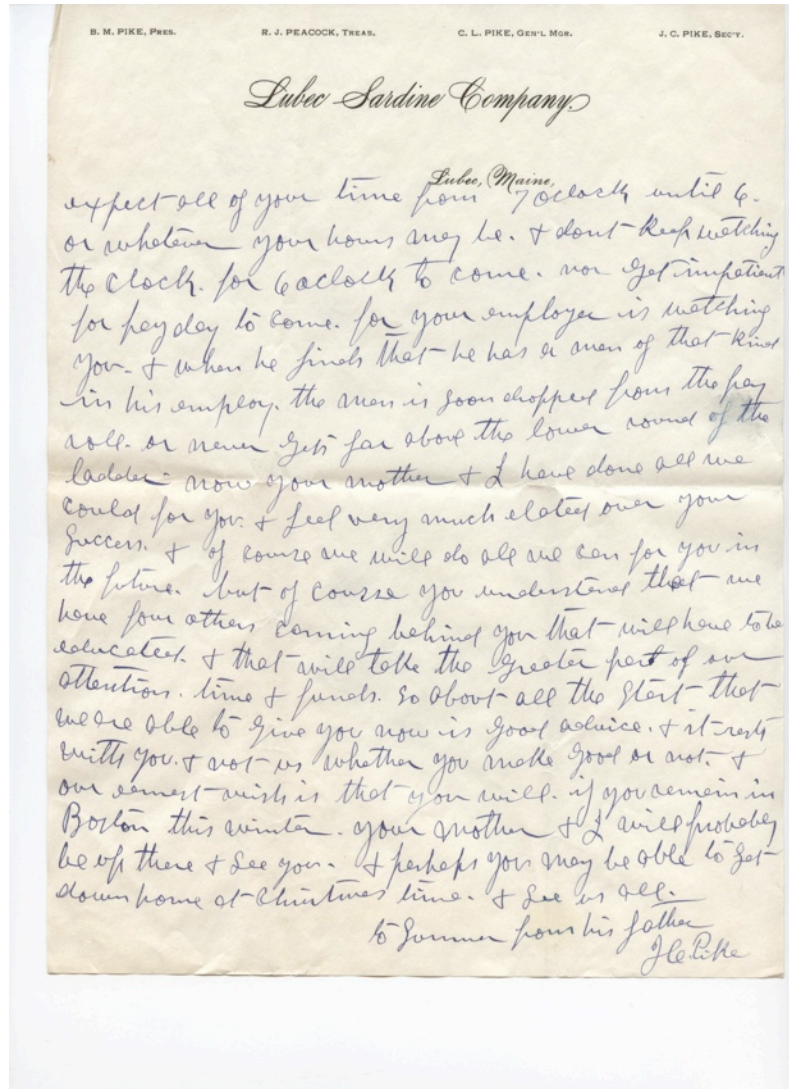 B. M. PIKE, PRES. R. J. PEACOCK, TREAS. C. L. PIKE, GEN'L MGR. J. C. PIKE, SEC'Y.
Lubec Sardine Company.
Lubec, Maine,
expect all of your time from 7 oclock until 6.
or whatever your hours may be. & dont keep watching
the clock. for 6 oclock to come. nor get impatient
for pay day to come. for your employer is watching
you. & when he finds that he has a man of that kind
in his employ. the man is soon dropped from the pay
roll. or never gets far above the lower round of the
ladder. now your mother & I have done all we
could for you. & feel very much elated over your
success. & of course we will do all we can for you in
the future. but of course you understand that we
have four others coming behind you that will have to be
educated. & that will take the greater part of our
attention. time & funds. so about all the start that
we are able to give you now is good advice. & it rests
with you. & not us whether you make good or not. &
our earnest wish is that you will. if you remain in
Boston this winter. your mother & I will probably
be up there & see you. & perhaps you may be able to get
down home at Christmas time. & see us all.
to Sumner from his father
J C. Pike